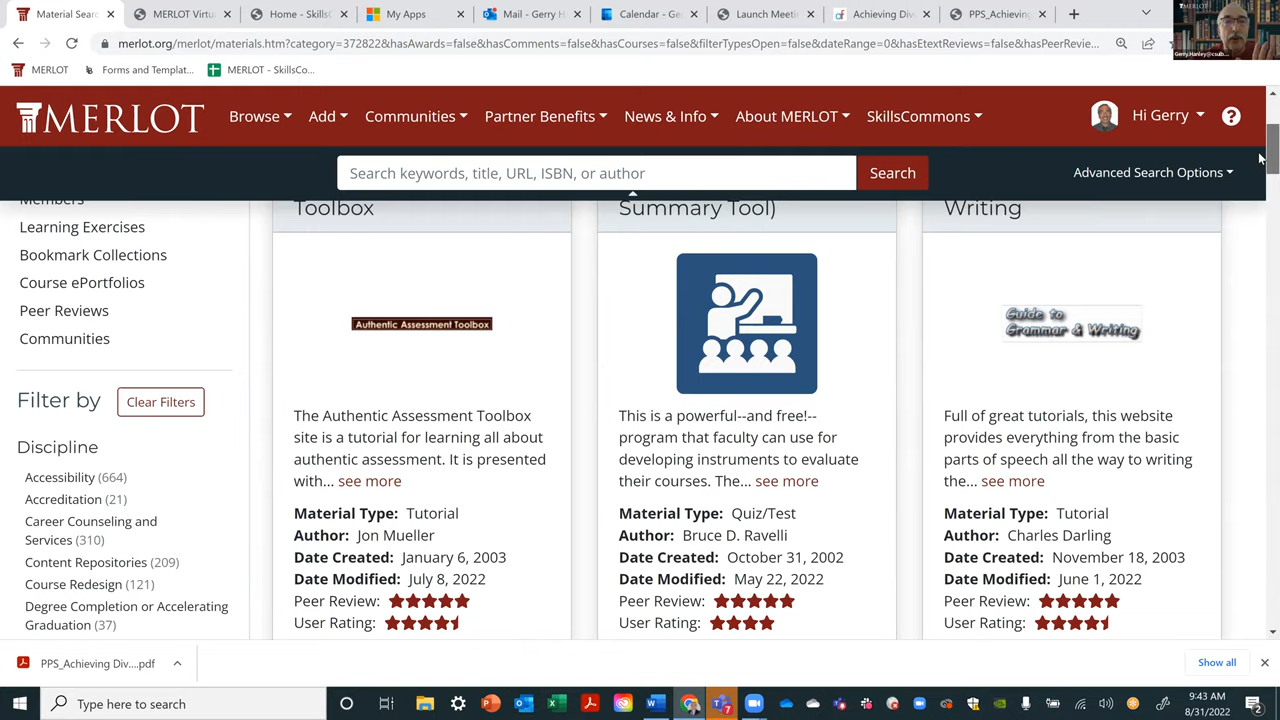 Material Sear
MERLOT Virtu
Home - SkillsC
My Apps
Mail - Gerry H
Calendar - Ge
Launch Meeti
Achieving Div
PPS_Achieving
merlot.org/merlot/materials.htm?category=372822&hasAwards=false&hasComments=false&hasCourses=false&filterTypesOpen=false&dateRange=0&hasEtextReviews=false&hasPeerRevie...
MERLOT
Forms and Templat...
MERLOT - SkillsCo...
MERLOT
Browse
Add
Communities
Partner Benefits
News & Info
About MERLOT
SkillsCommons
Hi Gerry
Search keywords, title, URL, ISBN, or author
Search
Advanced Search Options
Members
Learning Exercises
Bookmark Collections
Course ePortfolios
Peer Reviews
Communities
Filter by
Clear Filters
Discipline
Accessibility (664)
Accreditation (21)
Career Counseling and
Services (310)
Content Repositories (209)
Course Redesign (121)
Degree Completion or Accelerating
Graduation (37)
Toolbox
Authentic Assessment Toolbox
The Authentic Assessment Toolbox
site is a tutorial for learning all about
authentic assessment. It is presented
with... see more
Material Type: Tutorial
Author: Jon Mueller
Date Created: January 6, 2003
Date Modified: July 8, 2022
Peer Review:
User Rating:
Summary Tool)
This is a powerful--and free!--
program that faculty can use for
developing instruments to evaluate
their courses. The... see more
Material Type: Quiz/Test
Author: Bruce D. Ravelli
Date Created: October 31, 2002
Date Modified: May 22, 2022
Peer Review:
User Rating:
Writing
Guide to
Grammar & Writing
Full of great tutorials, this website
provides everything from the basic
parts of speech all the way to writing
the... see more
Material Type: Tutorial
Author: Charles Darling
Date Created: November 18, 2003
Date Modified: June 1, 2022
Peer Review:
User Rating:
PPS_Achieving Div....pdf
Show all
Type here to search
9:43 AM
8/31/2022